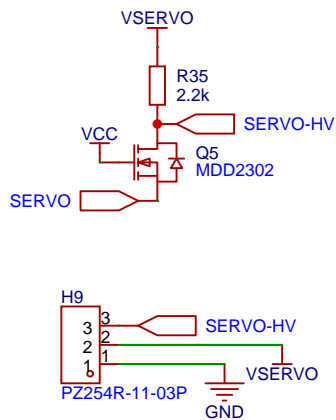 VSERVO
R35
2.2k
SERVO-HV
VCC
Q5
MDD2302
SERVO
H9
3 3
SERVO-HV
2 2
1 1
VSERVO
PZ254R-11-03P
GND